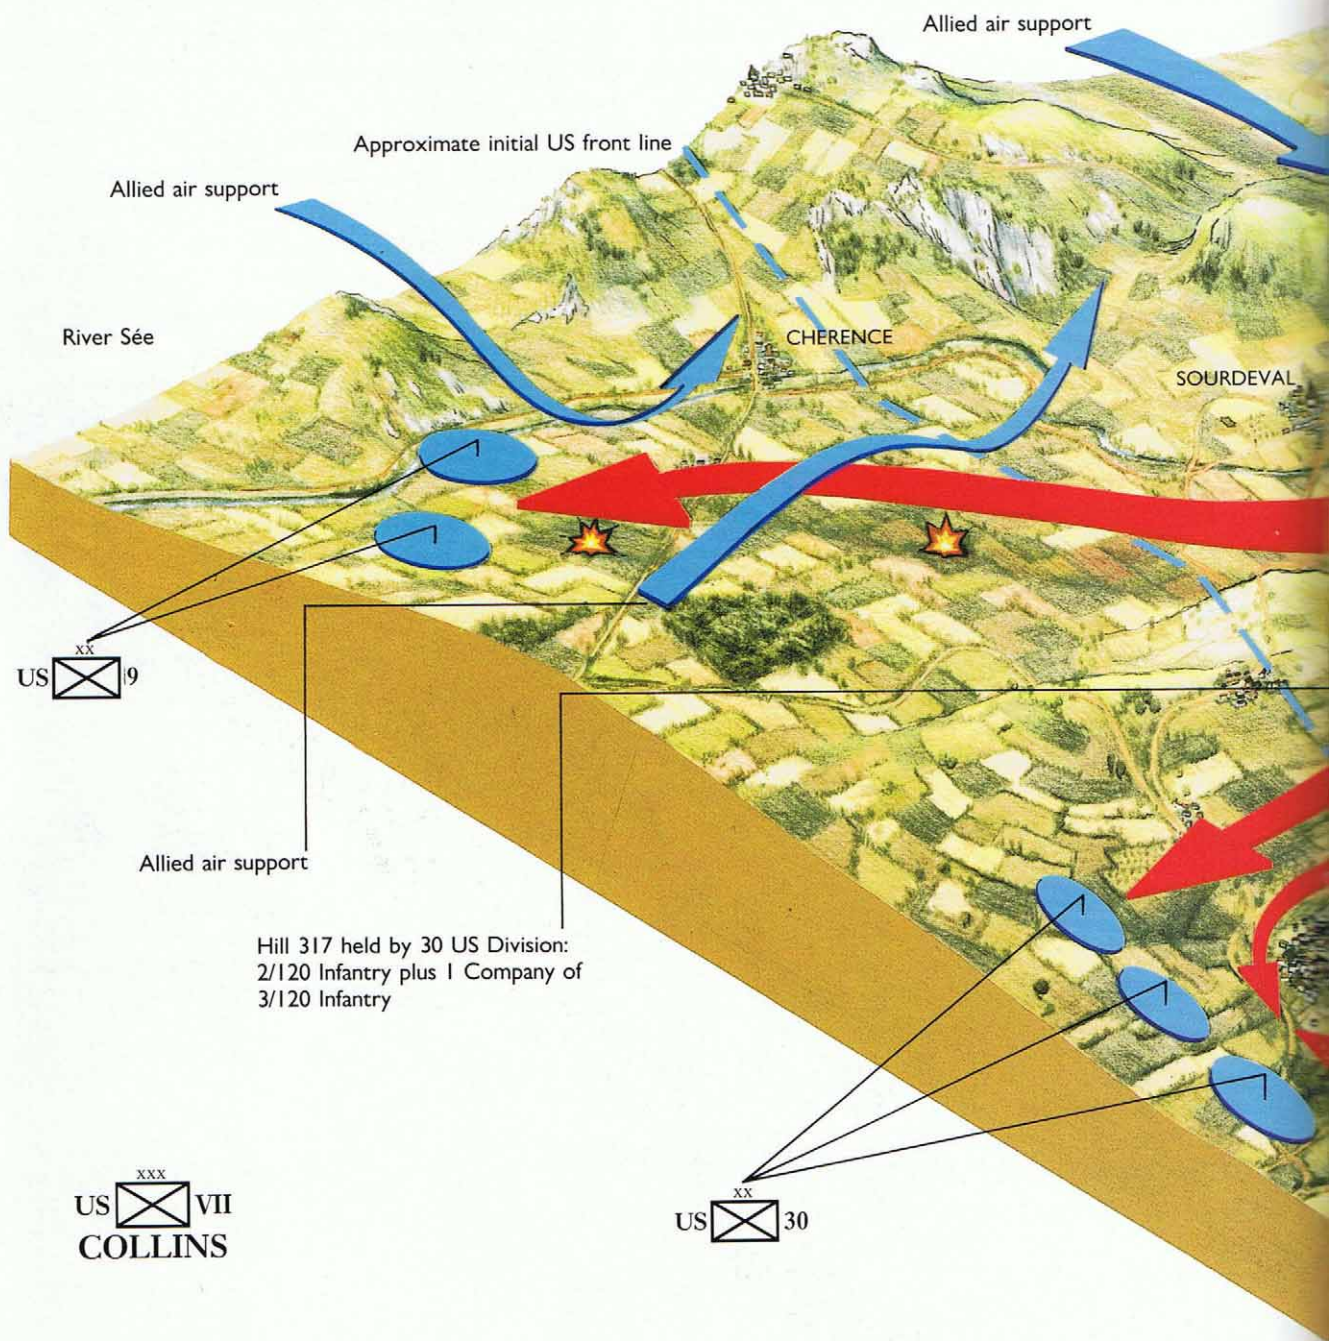 Allied air support
Approximate initial US front line
Allied air support
River Sée
CHERENCE
SOURDEVAL
xx
US 9
Allied air support
Hill 317 held by 30 US Division:
2/120 Infantry plus 1 Company of
3/120 Infantry
xxx
US VII
COLLINS
xx
US 30